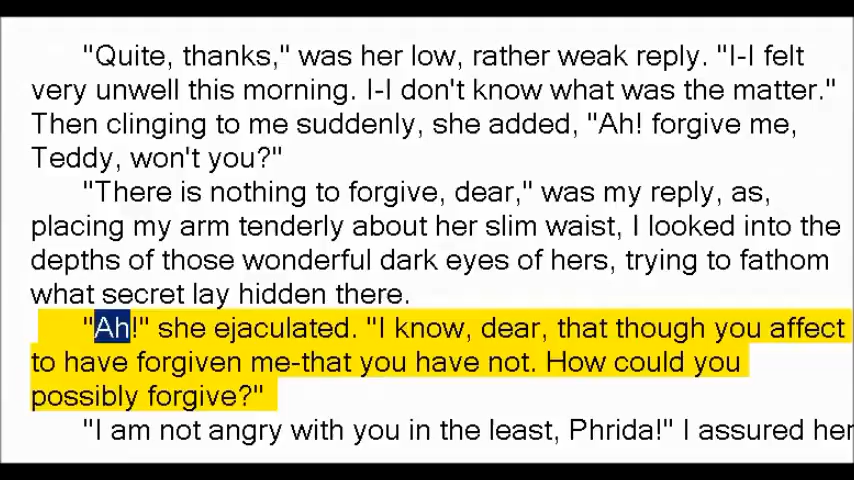 "Quite, thanks," was her low, rather weak reply. "I-I felt
very unwell this morning. I-I don't know what was the matter."
Then clinging to me suddenly, she added, "Ah! forgive me,
Teddy, won't you?"
"There is nothing to forgive, dear," was my reply, as,
placing my arm tenderly about her slim waist, I looked into the
depths of those wonderful dark eyes of hers, trying to fathom
what secret lay hidden there.
"Ah!" she ejaculated. "I know, dear, that though you affect
to have forgiven me-that you have not. How could you
possibly forgive?"
"I am not angry with you in the least, Phrida!" I assured her